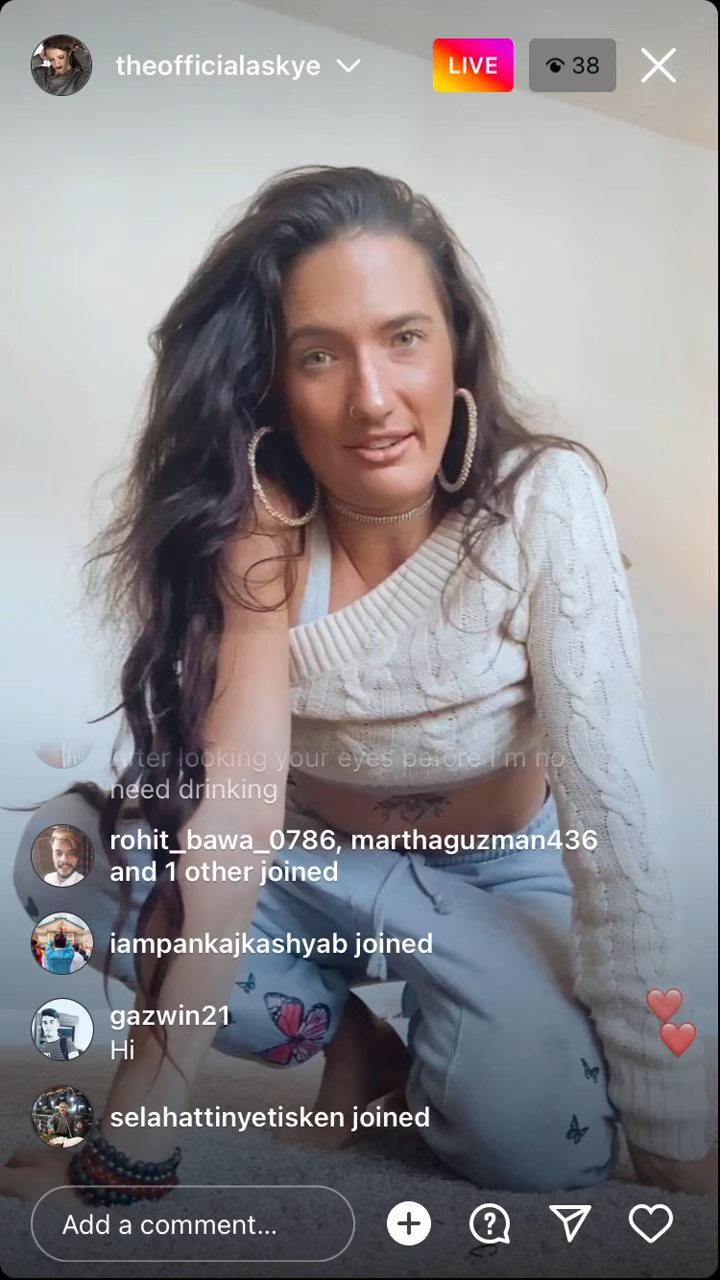 theofficialaskye
LIVE
38
After looking your eyes before I'm no
need drinking
rohit_bawa_0786, marthaguzman436
and 1 other joined
iampankajkashyab joined
gazwin21
Hi
selahattinyetisken joined
Add a comment...